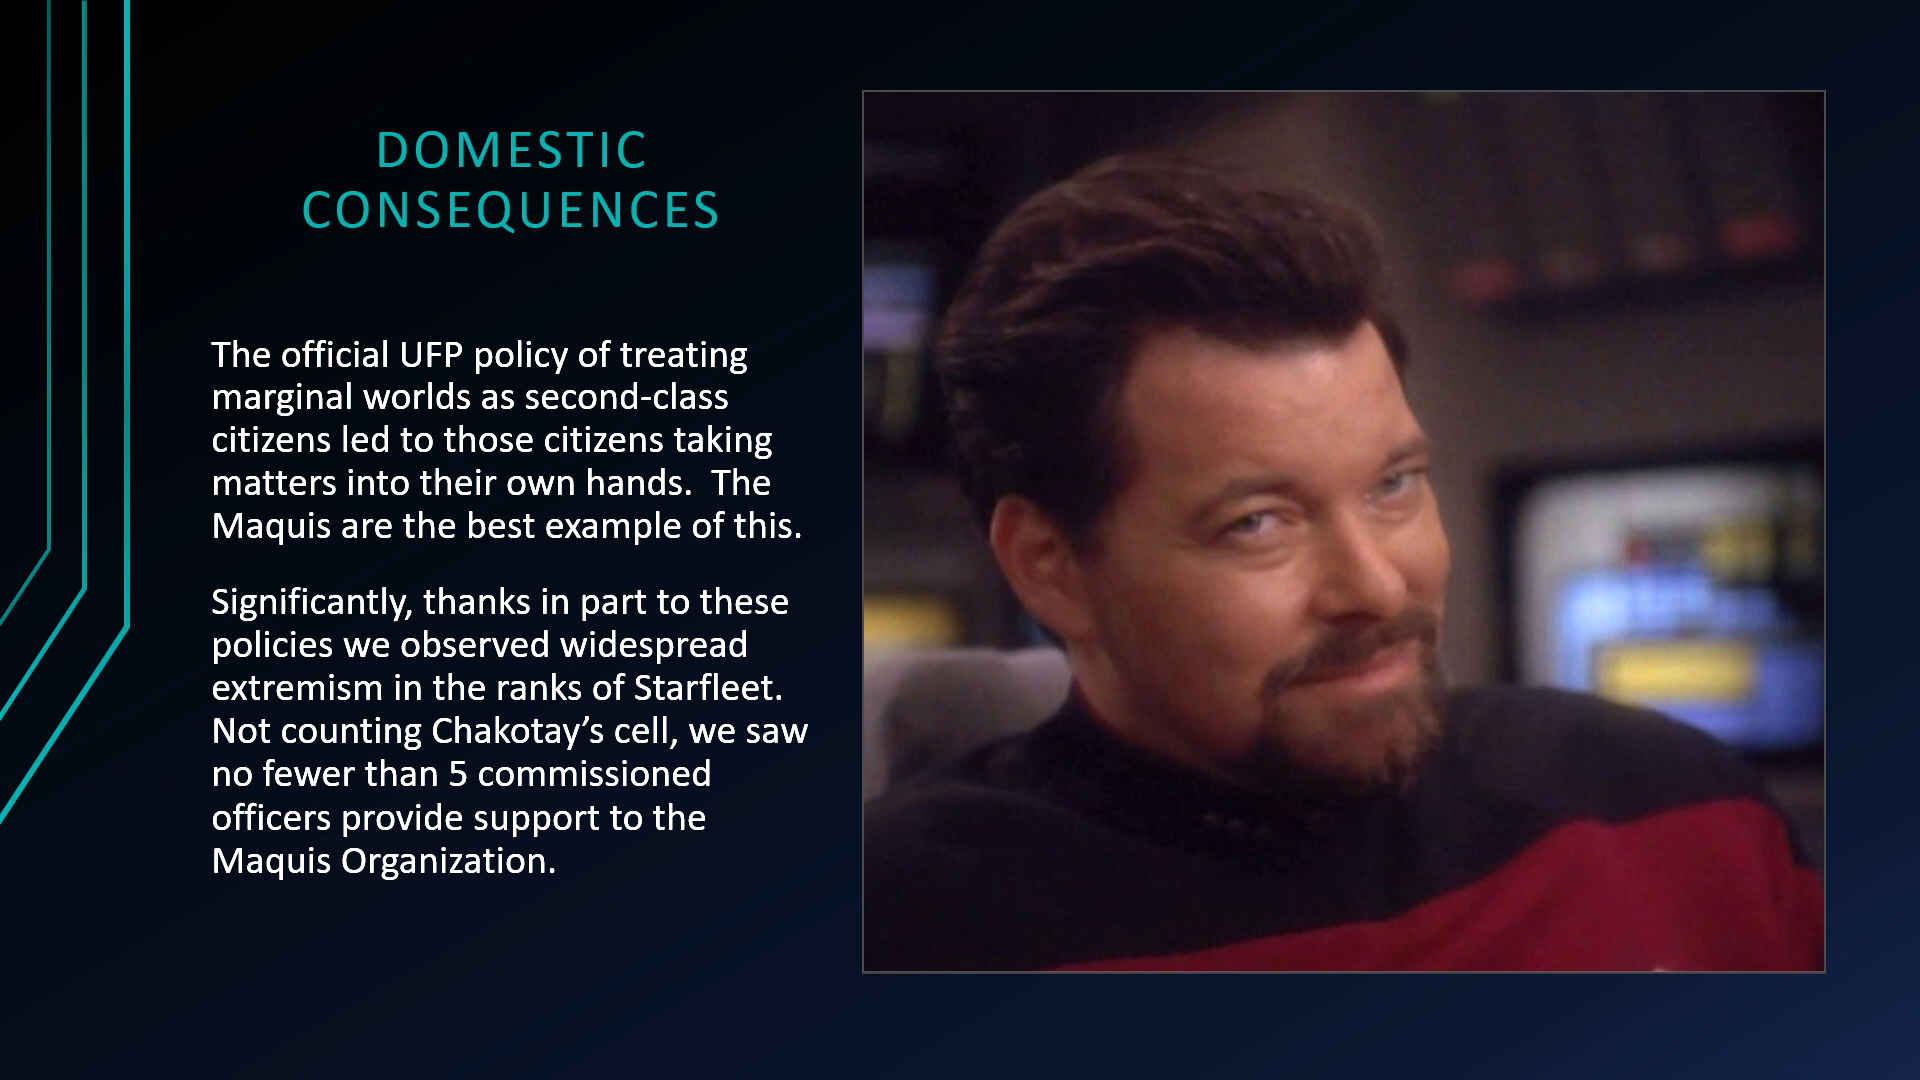 DOMESTIC
CONSEQUENCES
The official UFP policy of treating
marginal worlds as second-class
citizens led to those citizens taking
matters into their own hands.  The
Maquis are the best example of this.
Significantly, thanks in part to these
policies we observed widespread
extremism in the ranks of Starfleet.
Not counting Chakotay’s cell, we saw
no fewer than 5 commissioned
officers provide support to the
Maquis Organization.